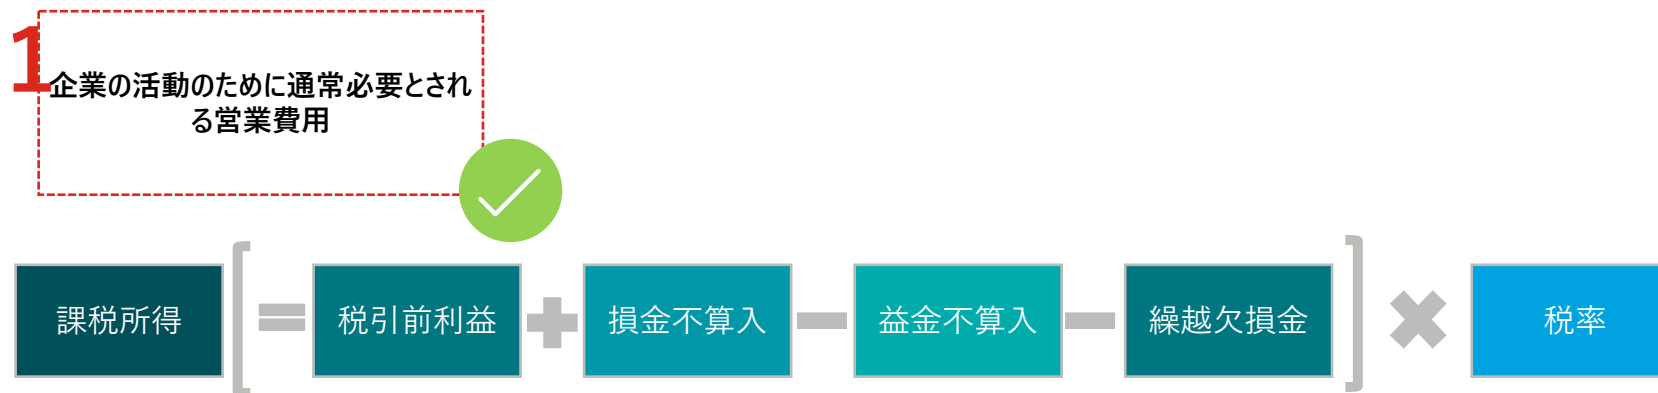 1
企業の活動のために通常必要とされ
る営業費用
課税所得
税引前利益
損金不算入
益金不算入
繰越欠損金
税率